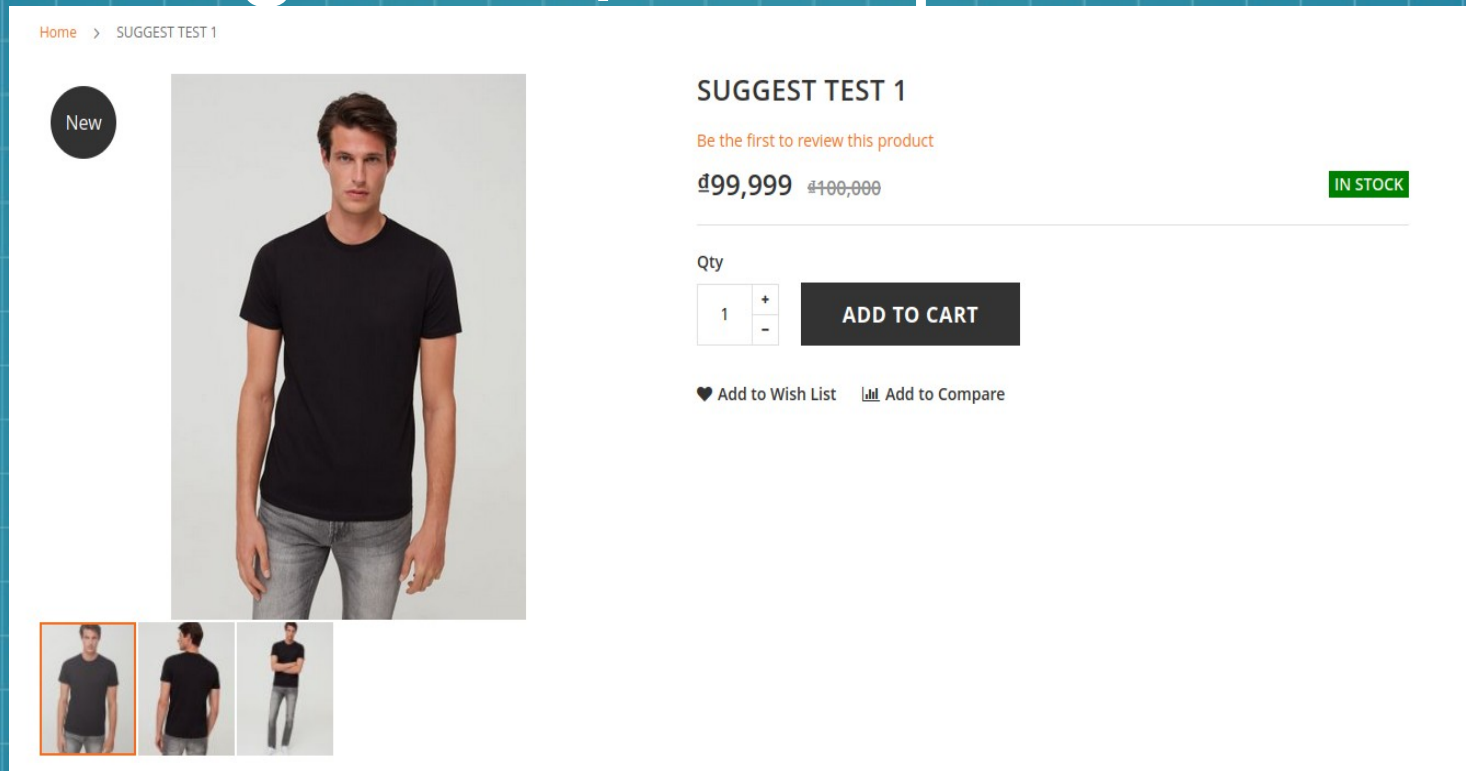 Home > SUGGEST TEST 1
New
SUGGEST TEST 1
Be the first to review this product
₫99,999 ₫100,000
IN STOCK
Qty
1 + -
ADD TO CART
Add to Wish List Add to Compare